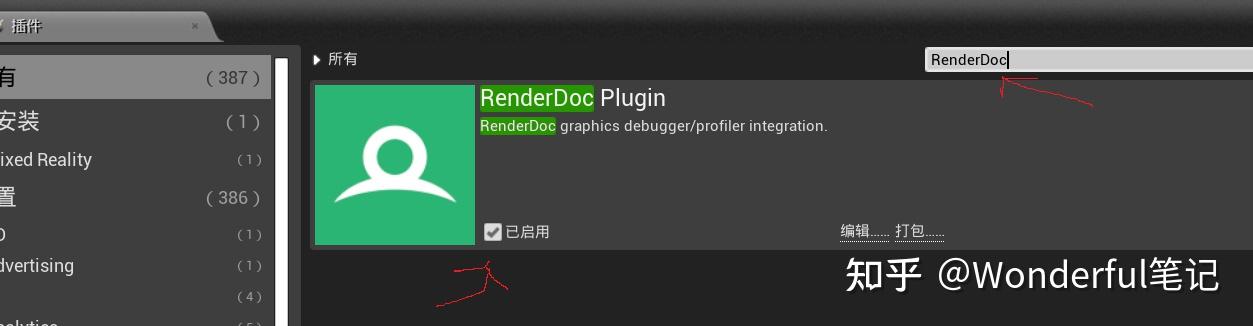 插件
所有
RenderDoc
有 (387)
安装 (1)
ixed Reality (1)
置 (386)
(1)
dvertising (1)
(4)
RenderDoc Plugin
RenderDoc graphics debugger/profiler integration.
已启用
编辑…… 打包……
知乎 @Wonderful笔记